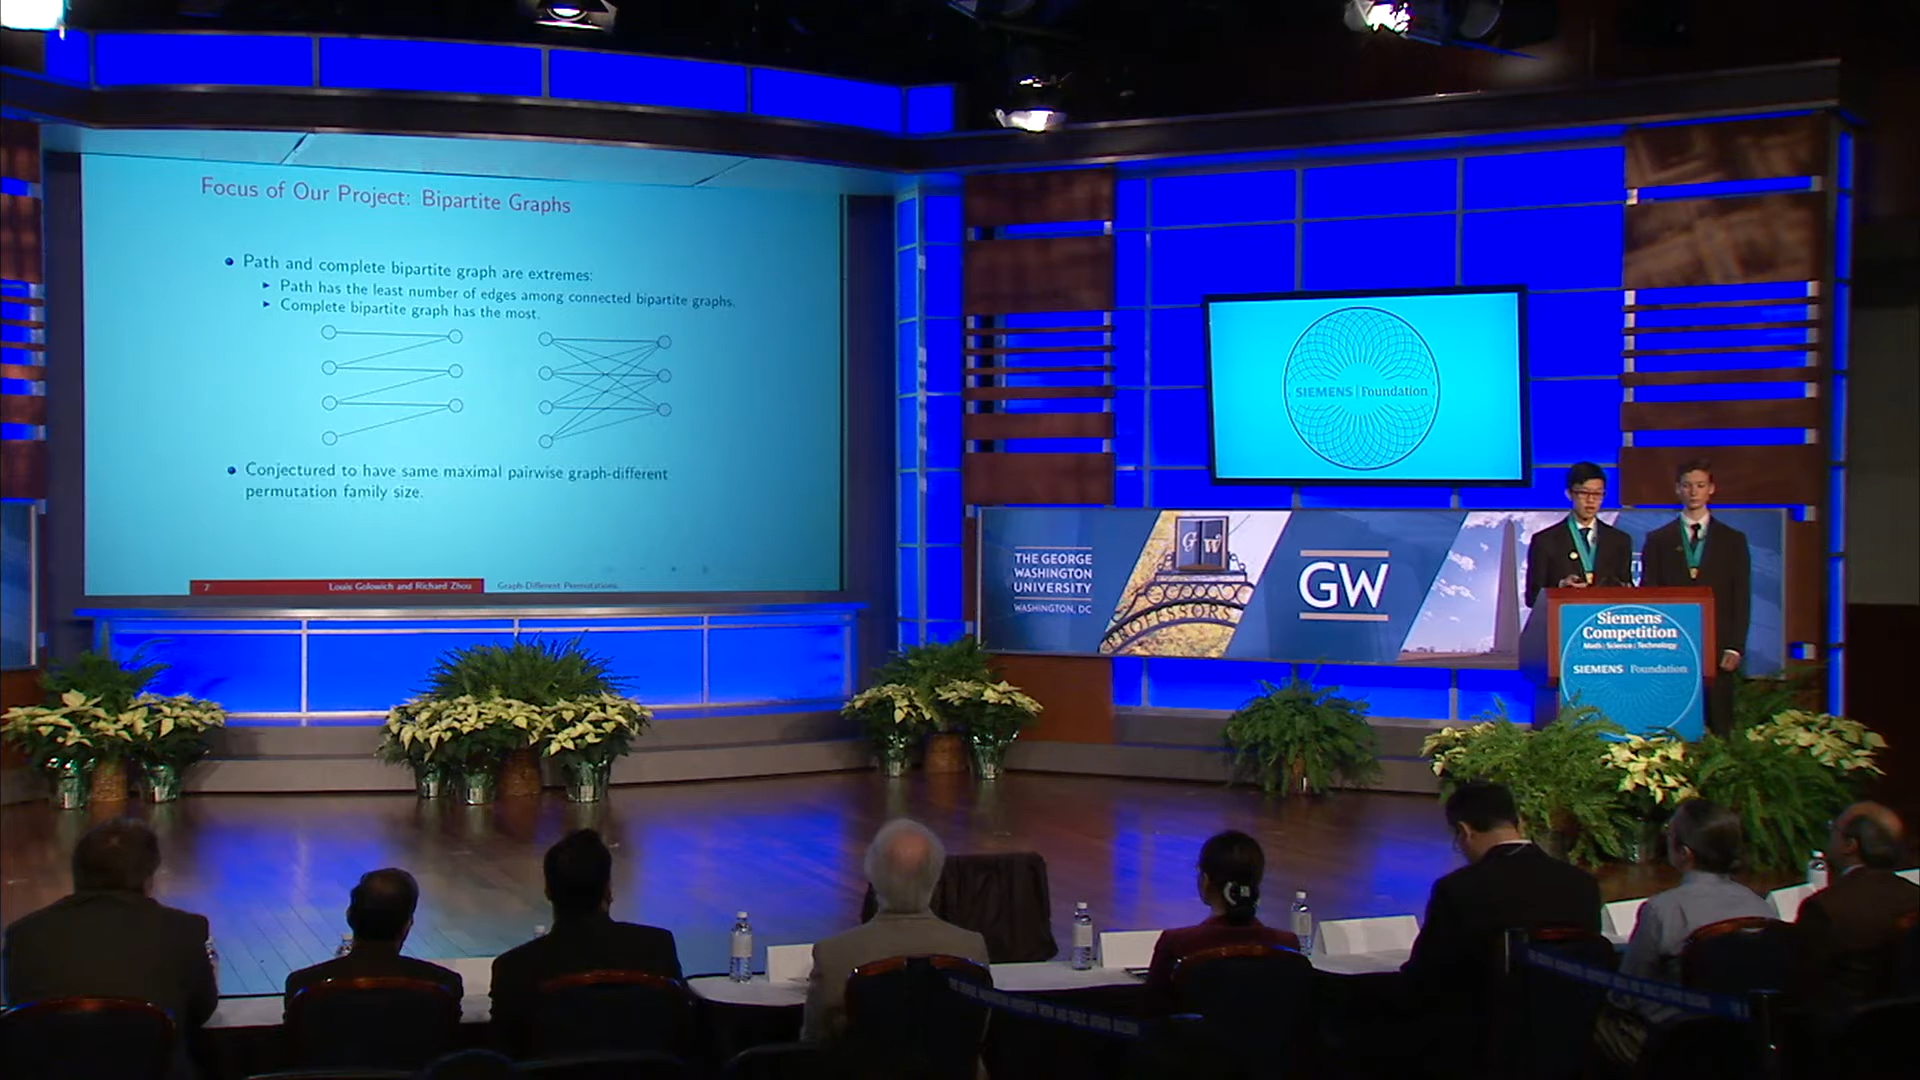 Focus of Our Project: Bipartite Graphs
Path and complete bipartite graph are extremes:
Path has the least number of edges among connected bipartite graphs.
Complete bipartite graph has the most.
Conjectured to have same maximal pairwise graph-different
permutation family size.
7
Louis Golowich and Richard Zhou
Graph-Different Permutations
SIEMENS | Foundation
THE GEORGE
WASHINGTON
UNIVERSITY
WASHINGTON, DC
G W
PROFESSORS
GW
Siemens
Competition
Math : Science : Technology
SIEMENS | Foundation